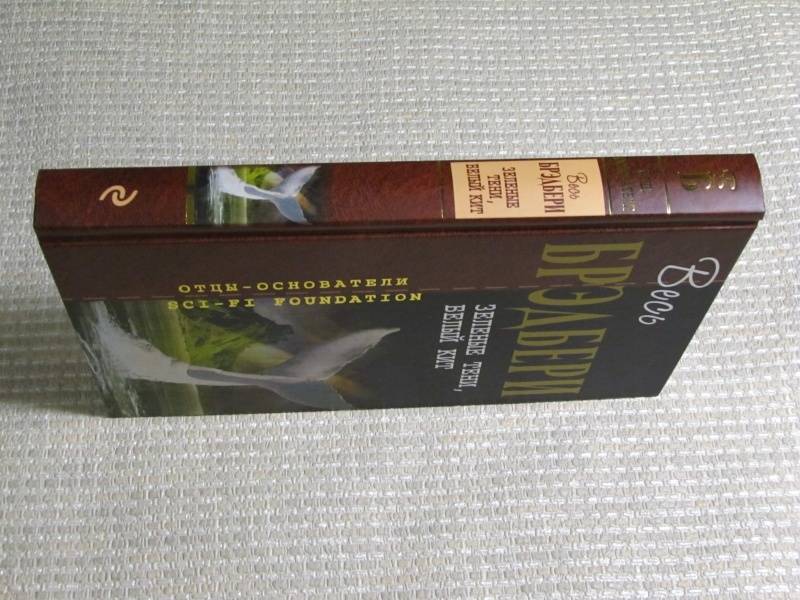 Весь
БРЭДБЕРИ
ЗЕЛЕНЫЕ
ТЕНИ,
БЕЛЫЙ КИТ
ОТЦЫ-ОСНОВАТЕЛИ
SCI-FI FOUNDATION
Весь
БРЭДБЕРИ
ЗЕЛЕНЫЕ ТЕНИ,
БЕЛЫЙ КИТ